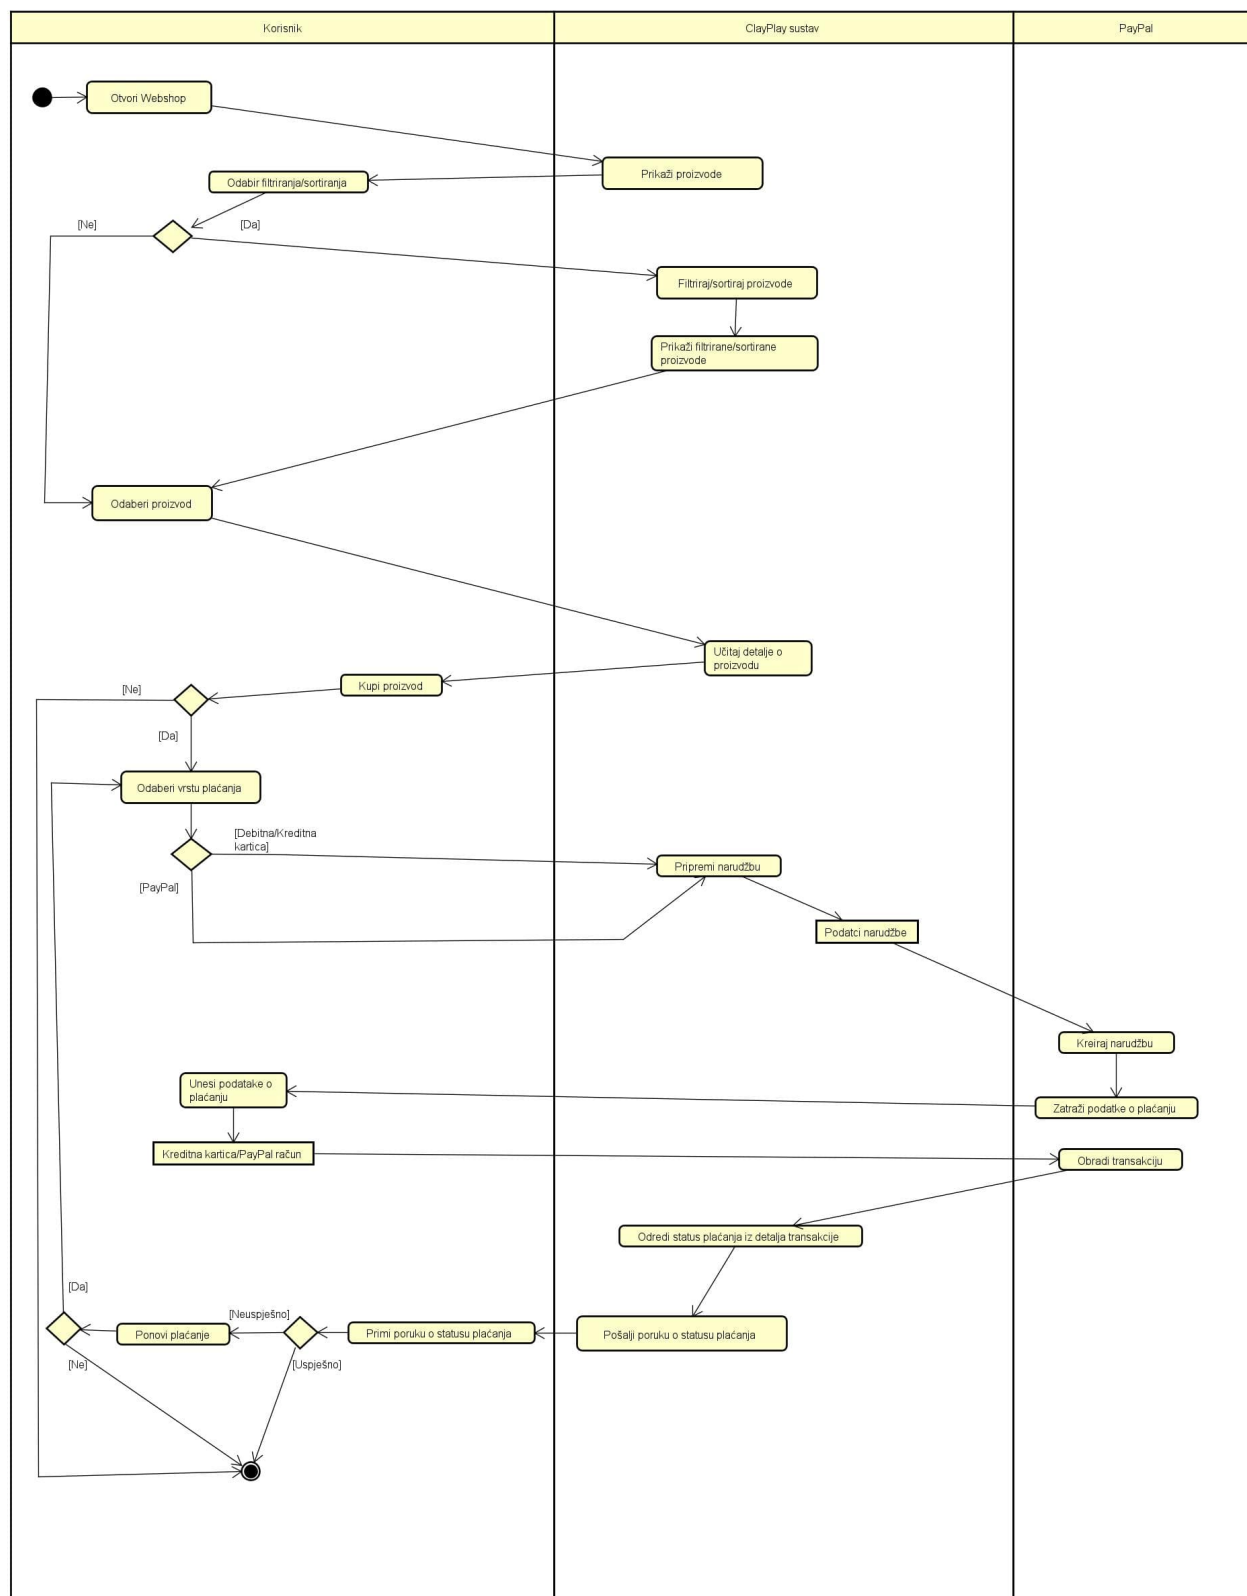 Korisnik
ClayPlay sustav
PayPal
Otvori Webshop
Prikaži proizvode
Odabir filtriranja/sortiranja
[Ne]
[Da]
Filtriraj/sortiraj proizvode
Prikaži filtrirane/sortirane
proizvode
Odaberi proizvod
Učitaj detalje o
proizvodu
Kupi proizvod
[Ne]
[Da]
Odaberi vrstu plaćanja
[Debitna/Kreditna
kartica]
[PayPal]
Pripremi narudžbu
Podatci narudžbe
Kreiraj narudžbu
Zatraži podatke o plaćanju
Unesi podatake o
plaćanju
Kreditna kartica/PayPal račun
Obradi transakciju
Odredi status plaćanja iz detalja transakcije
Pošalji poruku o statusu plaćanja
Primi poruku o statusu plaćanja
[Neuspješno]
[Uspješno]
Ponovi plaćanje
[Da]
[Ne]